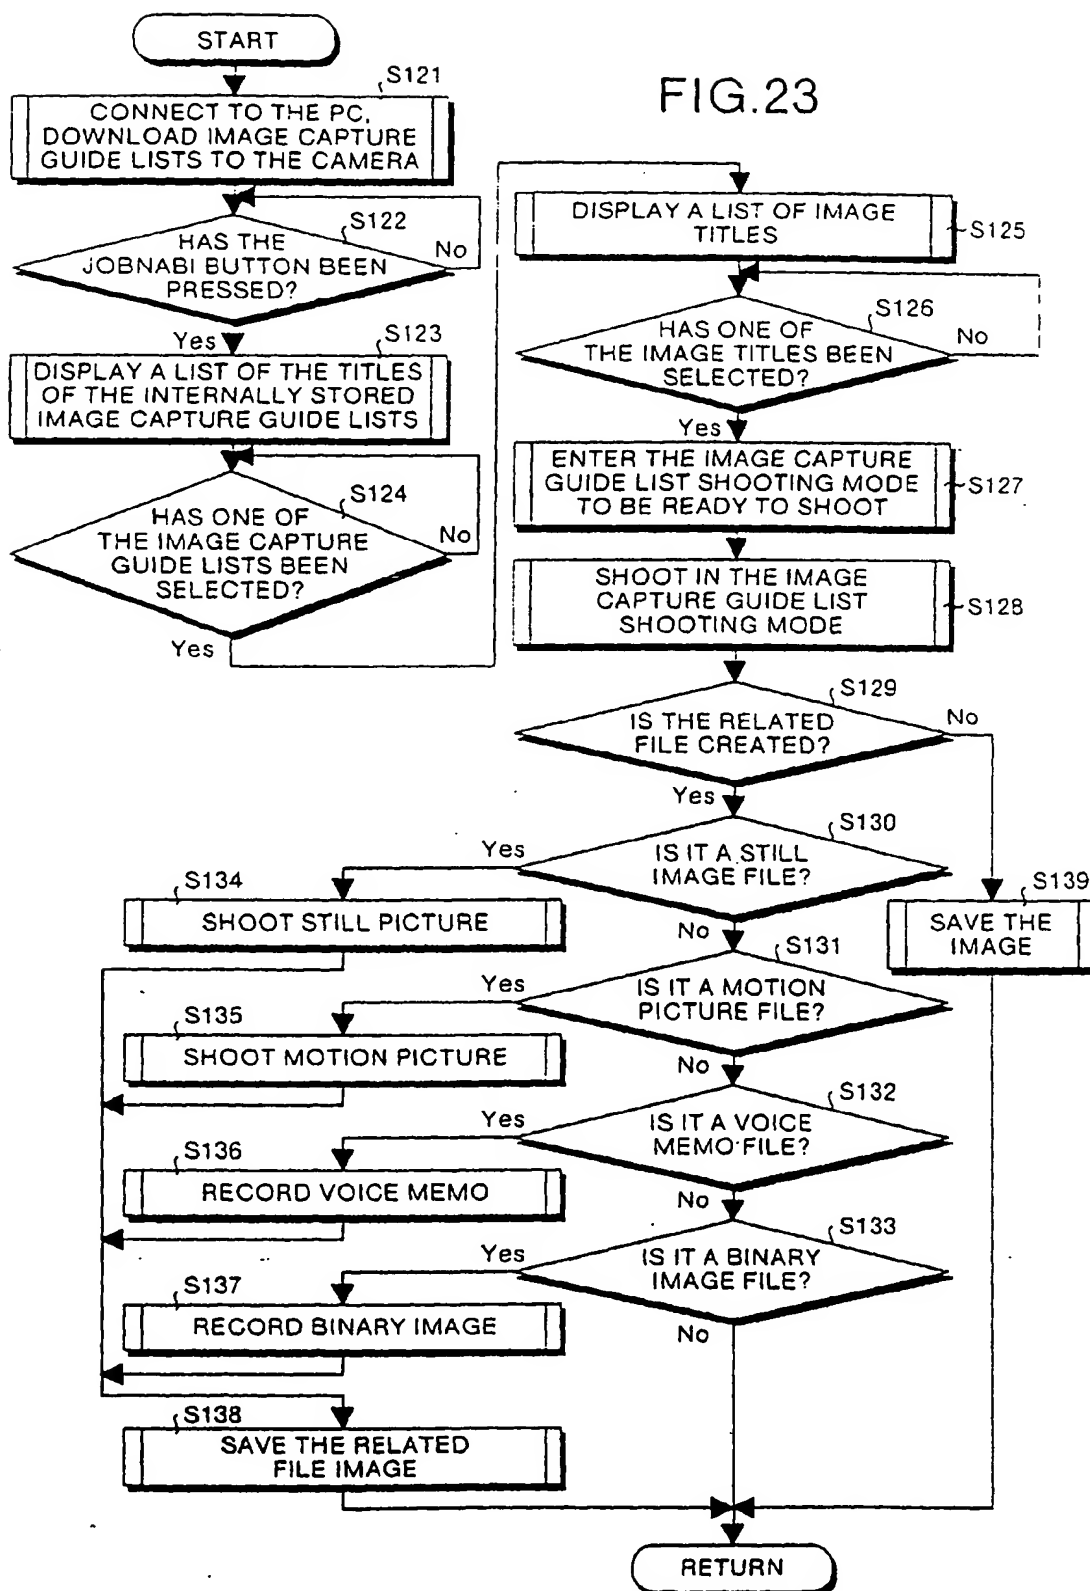 FIG.23
START
S121
CONNECT TO THE PC,
DOWNLOAD IMAGE CAPTURE
GUIDE LISTS TO THE CAMERA
S122
HAS THE
JOBNABI BUTTON BEEN
PRESSED?
No
Yes
S123
DISPLAY A LIST OF THE TITLES
OF THE INTERNALLY STORED
IMAGE CAPTURE GUIDE LISTS
S124
HAS ONE OF
THE IMAGE CAPTURE
GUIDE LISTS BEEN
SELECTED?
No
Yes
DISPLAY A LIST OF IMAGE
TITLES
S125
S126
HAS ONE OF
THE IMAGE TITLES BEEN
SELECTED?
No
Yes
ENTER THE IMAGE CAPTURE
GUIDE LIST SHOOTING MODE
TO BE READY TO SHOOT
S127
SHOOT IN THE IMAGE
CAPTURE GUIDE LIST
SHOOTING MODE
S128
S129
IS THE RELATED
FILE CREATED?
No
Yes
S130
IS IT A STILL
IMAGE FILE?
Yes
No
S134
SHOOT STILL PICTURE
S139
SAVE THE
IMAGE
S131
IS IT A MOTION
PICTURE FILE?
Yes
No
S135
SHOOT MOTION PICTURE
S132
IS IT A VOICE
MEMO FILE?
Yes
No
S136
RECORD VOICE MEMO
S133
IS IT A BINARY
IMAGE FILE?
Yes
No
S137
RECORD BINARY IMAGE
S138
SAVE THE RELATED
FILE IMAGE
RETURN